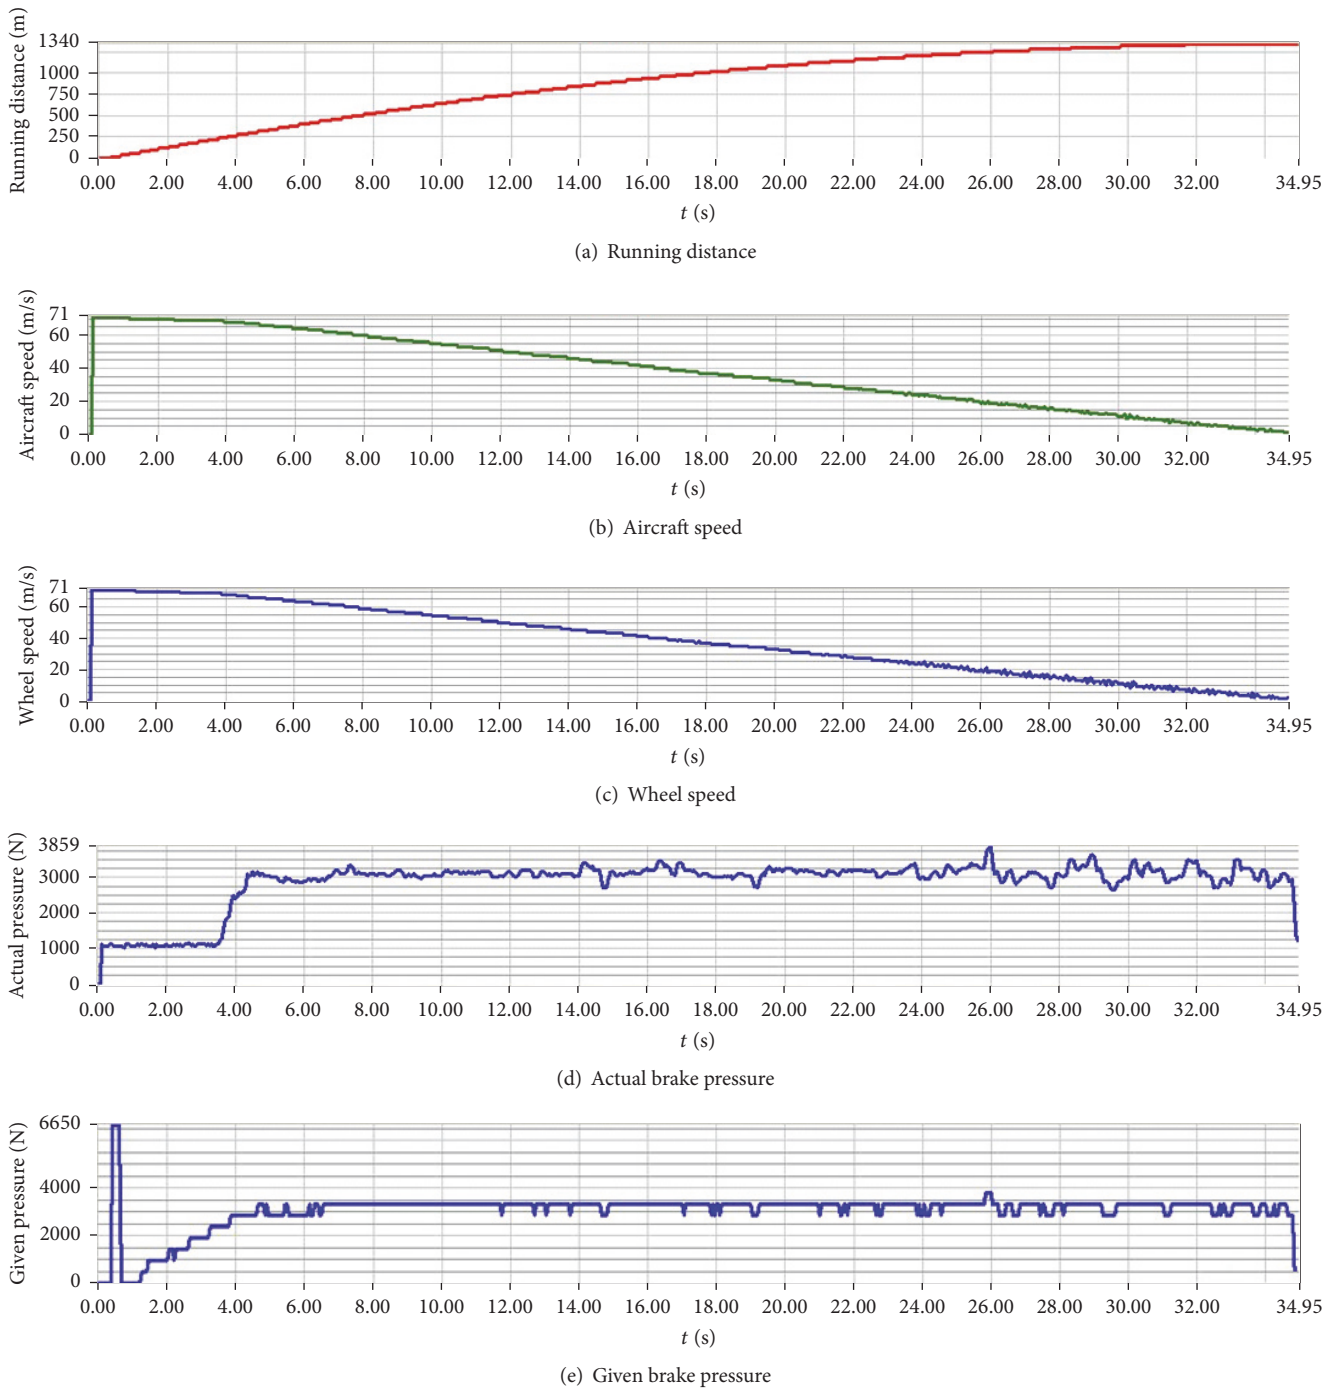 Running distance (m)
1340
1000
750
500
250
0
0.00 2.00 4.00 6.00 8.00 10.00 12.00 14.00 16.00 18.00 20.00 22.00 24.00 26.00 28.00 30.00 32.00 34.95
t (s)
(a) Running distance
Aircraft speed (m/s)
71
60
40
20
0
0.00 2.00 4.00 6.00 8.00 10.00 12.00 14.00 16.00 18.00 20.00 22.00 24.00 26.00 28.00 30.00 32.00 34.95
t (s)
(b) Aircraft speed
Wheel speed (m/s)
71
60
40
20
0
0.00 2.00 4.00 6.00 8.00 10.00 12.00 14.00 16.00 18.00 20.00 22.00 24.00 26.00 28.00 30.00 32.00 34.95
t (s)
(c) Wheel speed
Actual pressure (N)
3859
3000
2000
1000
0
0.00 2.00 4.00 6.00 8.00 10.00 12.00 14.00 16.00 18.00 20.00 22.00 24.00 26.00 28.00 30.00 32.00 34.95
t (s)
(d) Actual brake pressure
Given pressure (N)
6650
4000
2000
0
0.00 2.00 4.00 6.00 8.00 10.00 12.00 14.00 16.00 18.00 20.00 22.00 24.00 26.00 28.00 30.00 32.00 34.95
t (s)
(e) Given brake pressure